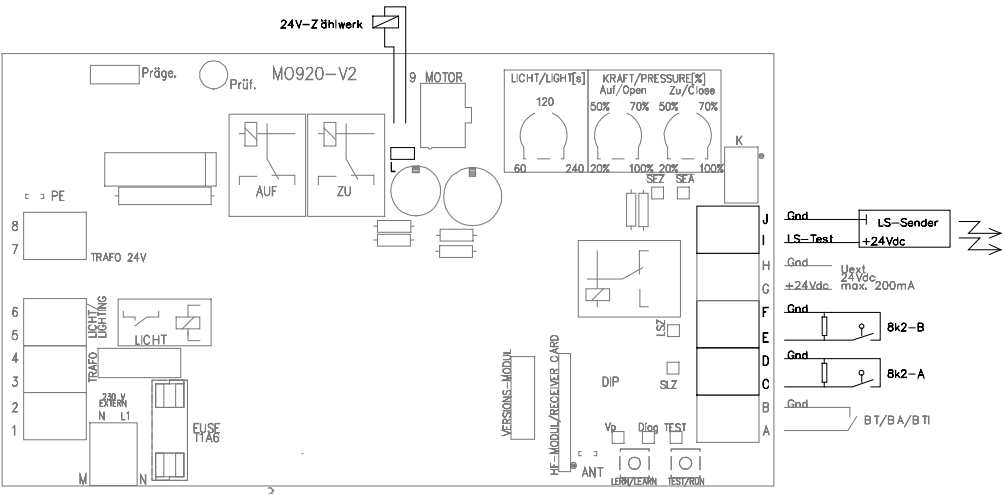 24V-Zählwerk
Präge.
Prüf.
MO920-V2
9 MOTOR
LICHT/LIGHT[s]
120
60 240
KRAFT/PRESSURE[%]
Auf/Open Zu/Close
50% 70% 50% 70%
20% 100% 20% 100%
SEZ SEA
K
L
AUF
ZU
PE
8
7
TRAFO 24V
6
5
LICHT/
LIGHTING
LICHT
4
3
TRAFO
2
1
230 V
EXTERN
N L1
M N
FUSE
T1A6
J Gnd
LS-Sender
I LS-Test
+24Vdc
H Gnd
Uext
24Vdc
G +24Vdc max. 200mA
F Gnd
E
8k2-B
D Gnd
C
8k2-A
B Gnd
A
BT/BA/BTI
LSZ
SLZ
DIP
VERSIONS-MODUL
HF-MODUL/RECEIVER CARD
Vp Diag TEST
ANT
LERN/LEARN
TEST/RUN